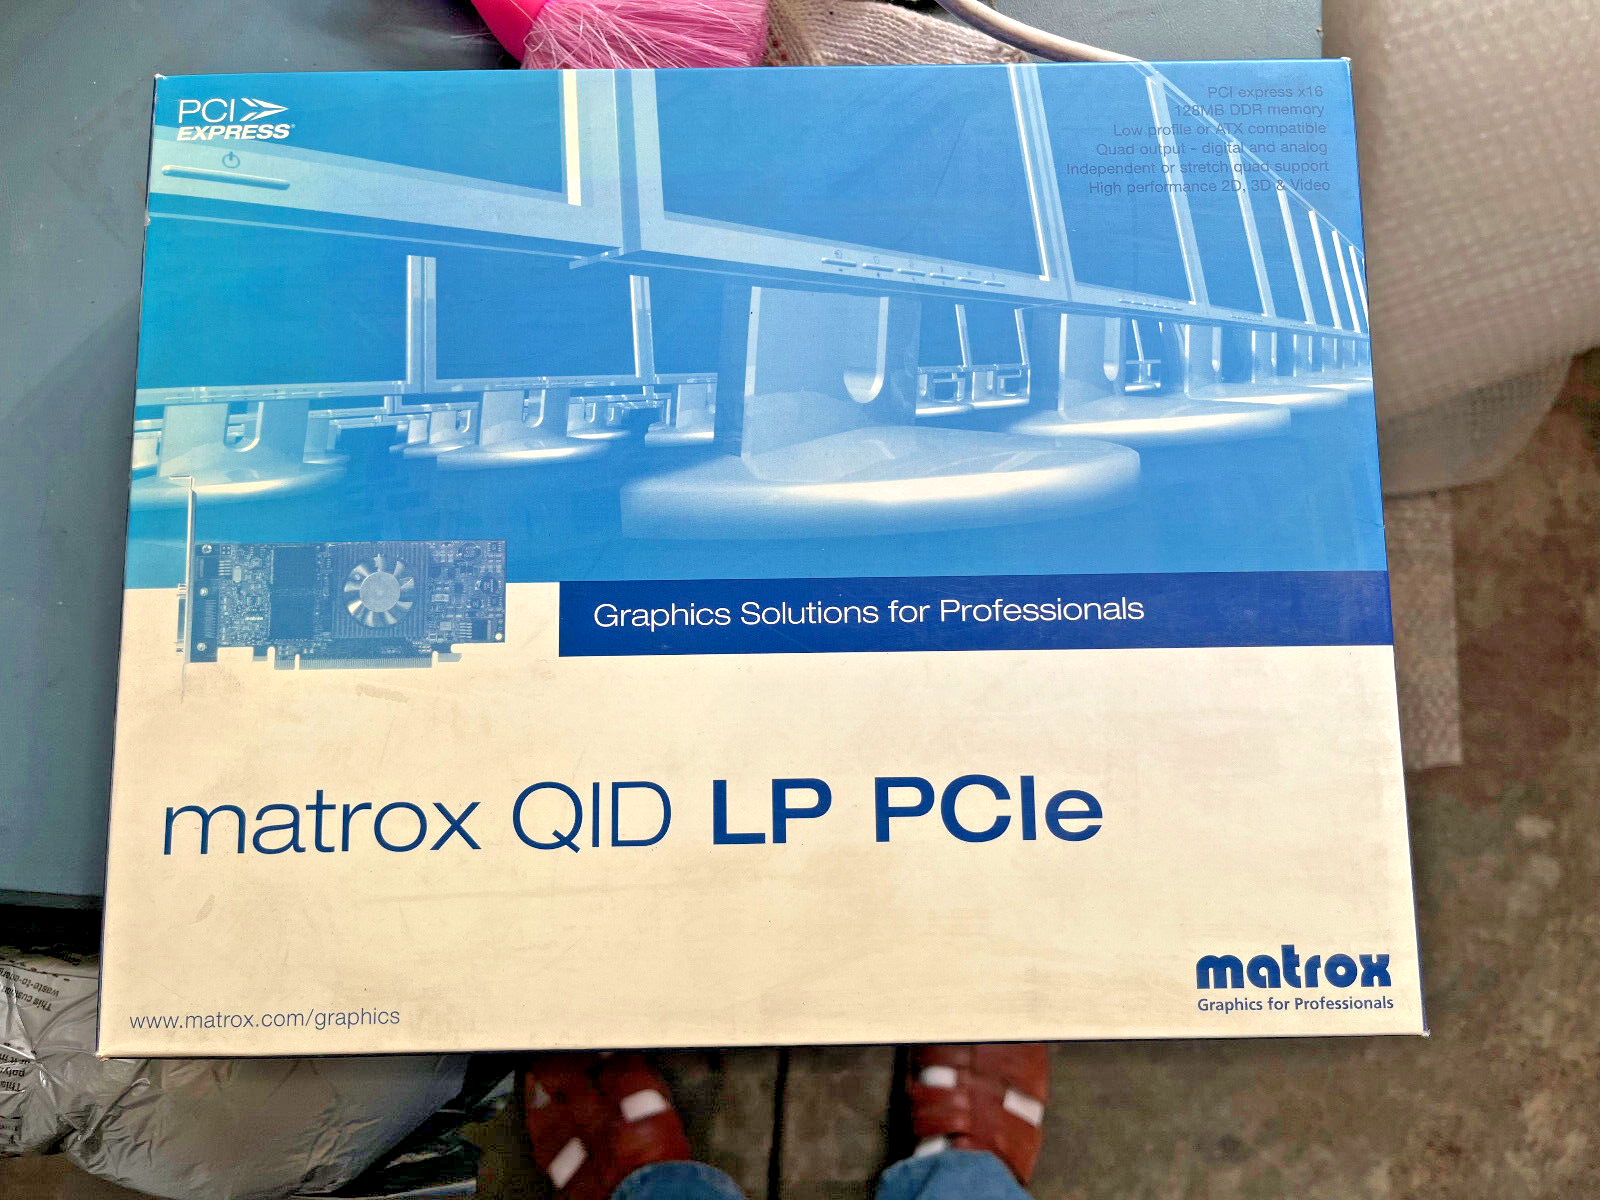 PCI
EXPRESS®
PCI express x16
128MB DDR memory
Low profile or ATX compatible
Quad output - digital and analog
Independent or stretch quad support
High performance 2D, 3D & Video
Graphics Solutions for Professionals
matrox QID LP PCIe
matrox
Graphics for Professionals
www.matrox.com/graphics